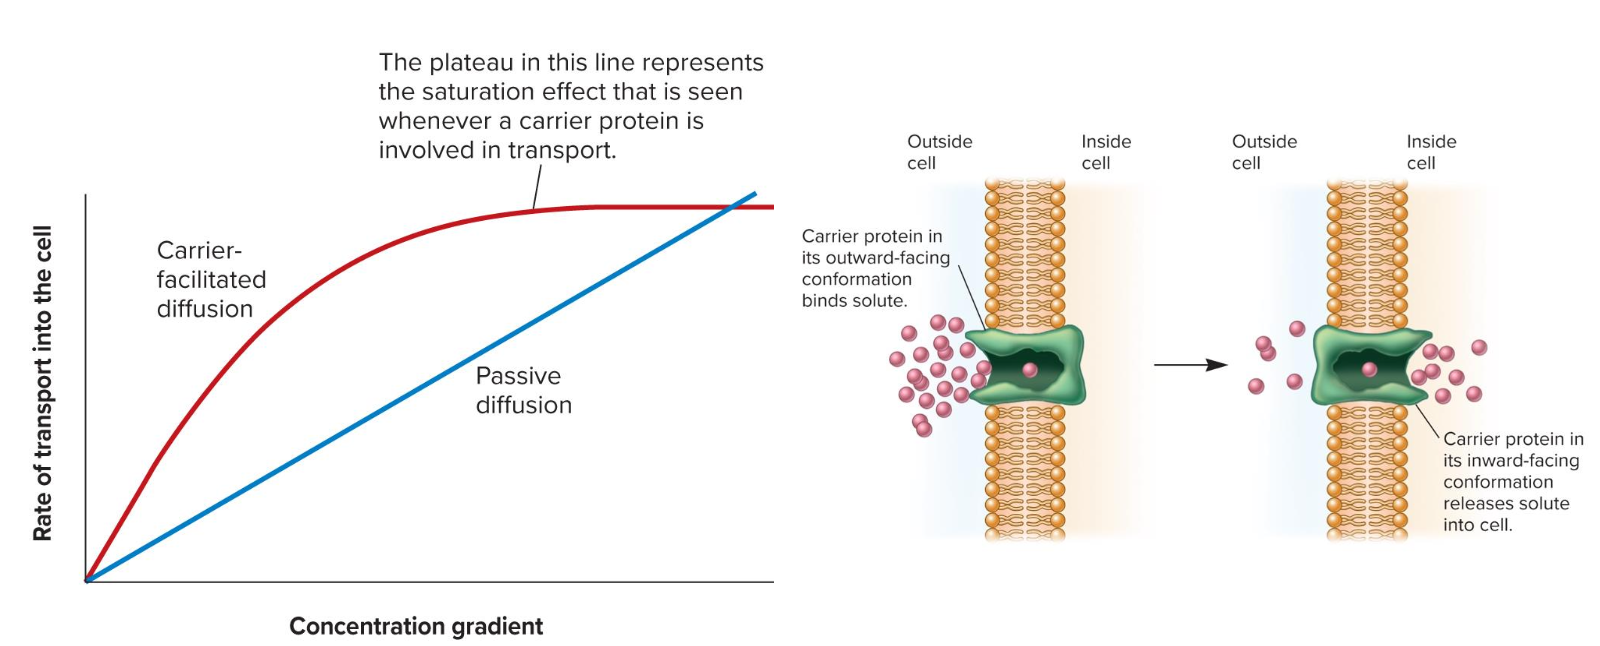 The plateau in this line represents
the saturation effect that is seen
whenever a carrier protein is
involved in transport.
Carrier-
facilitated
diffusion
Passive
diffusion
Rate of transport into the cell
Concentration gradient
Outside
cell
Inside
cell
Outside
cell
Inside
cell
Carrier protein in
its outward-facing
conformation
binds solute.
Carrier protein in
its inward-facing
conformation
releases solute
into cell.